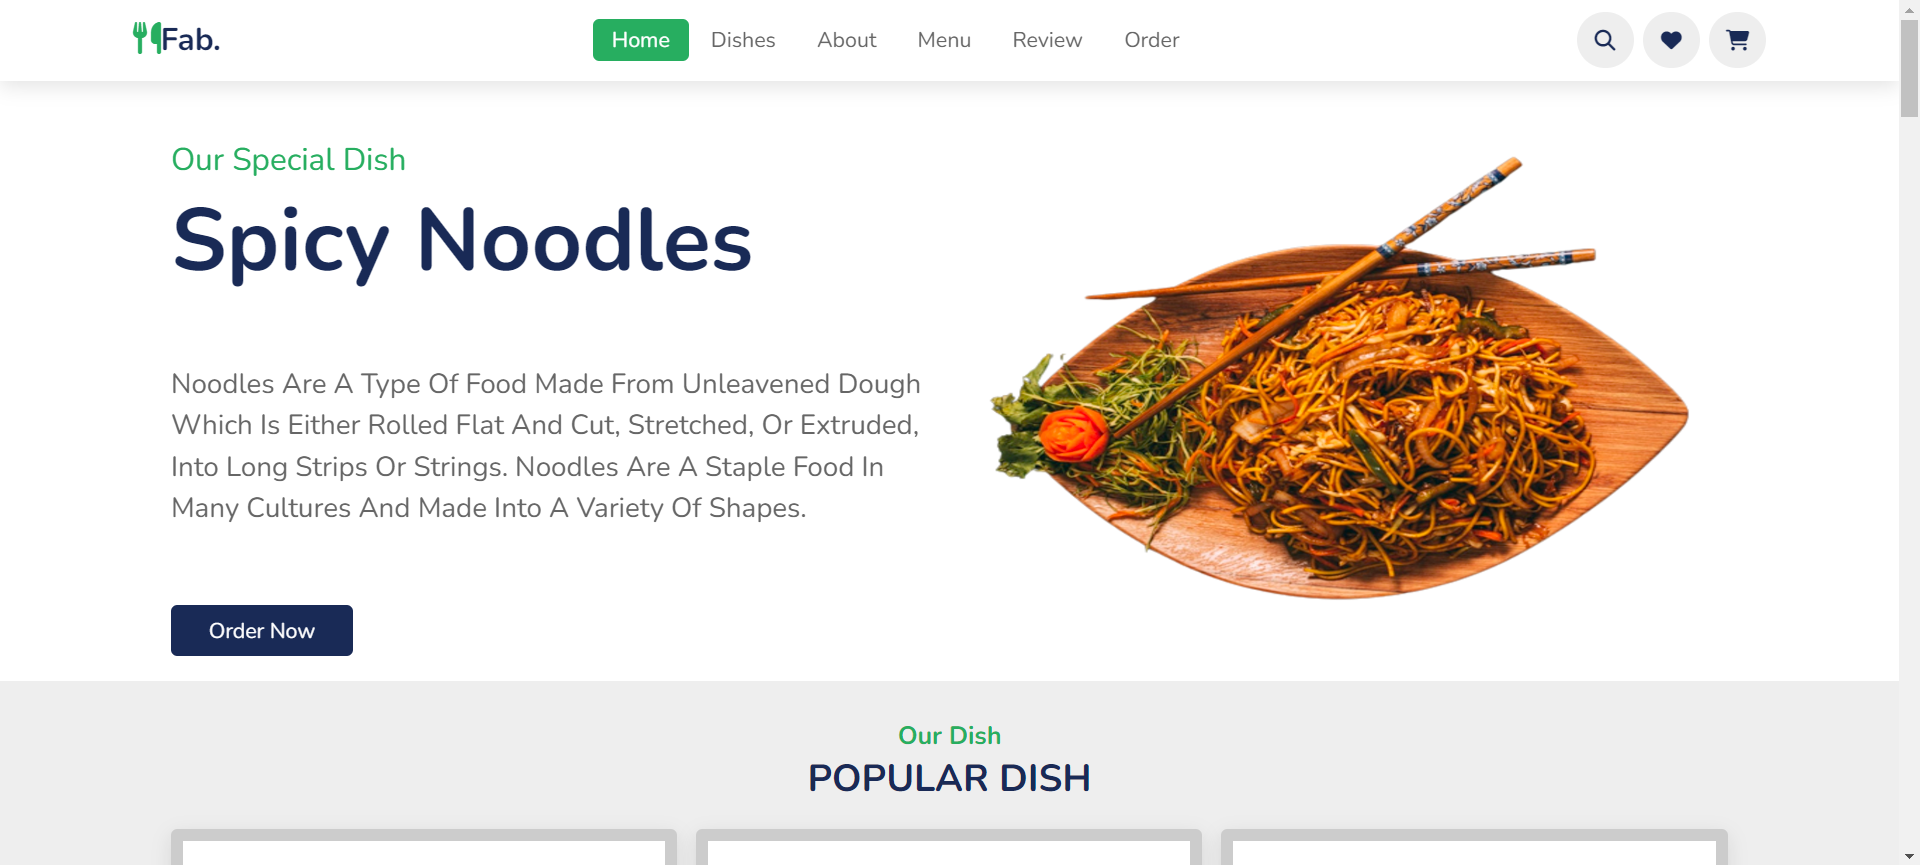 Fab.
Home Dishes About Menu Review Order
Our Special Dish
Spicy Noodles
Noodles Are A Type Of Food Made From Unleavened Dough
Which Is Either Rolled Flat And Cut, Stretched, Or Extruded,
Into Long Strips Or Strings. Noodles Are A Staple Food In
Many Cultures And Made Into A Variety Of Shapes.
Order Now
Our Dish
POPULAR DISH